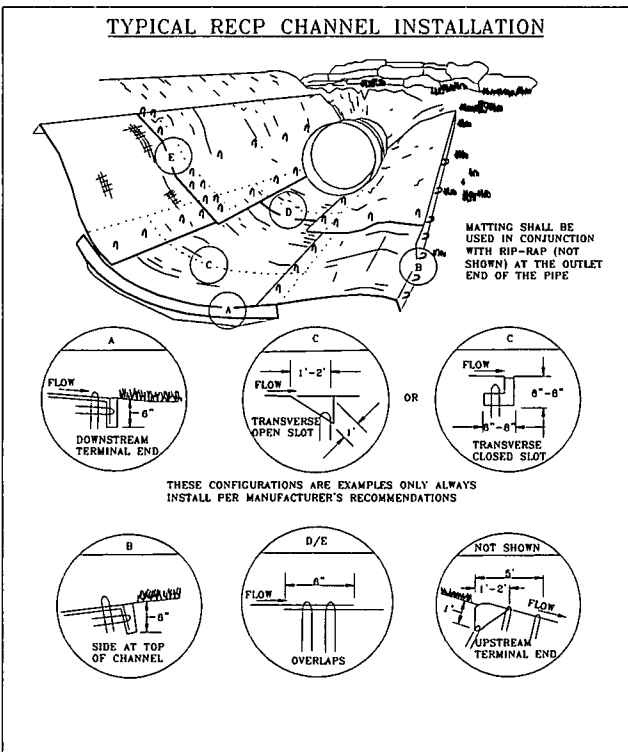 TYPICAL RECP CHANNEL INSTALLATION
E
D
C
B
A
MATTING SHALL BE
USED IN CONJUNCTION
WITH RIP-RAP (NOT
SHOWN) AT THE OUTLET
END OF THE PIPE
A
FLOW
6"
DOWNSTREAM
TERMINAL END
C
1'-2'
FLOW
TRANSVERSE
OPEN SLOT
1'
OR
C
FLOW
6"-8"
6"-8"
TRANSVERSE
CLOSED SLOT
THESE CONFIGURATIONS ARE EXAMPLES ONLY ALWAYS
INSTALL PER MANUFACTURER'S RECOMMENDATIONS
B
6"
SIDE AT TOP
OF CHANNEL
D/E
6"
FLOW
OVERLAPS
NOT SHOWN
5'
1'-2'
FLOW
1'
UPSTREAM
TERMINAL END